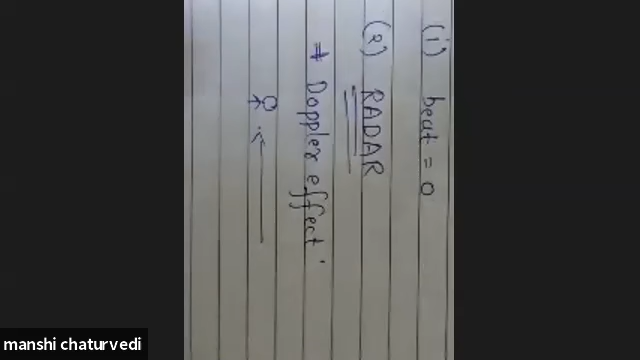 (i) beat = 0
(2) RADAR
→ Doppler effect.
manshi chaturvedi